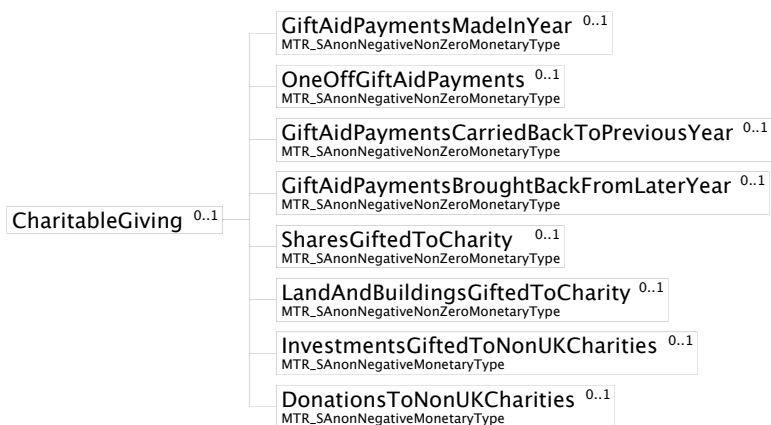 GiftAidPaymentsMadeInYear 0..1
MTR_SAnonNegativeNonZeroMonetaryType
OneOffGiftAidPayments 0..1
MTR_SAnonNegativeNonZeroMonetaryType
GiftAidPaymentsCarriedBackToPreviousYear 0..1
MTR_SAnonNegativeNonZeroMonetaryType
GiftAidPaymentsBroughtBackFromLaterYear 0..1
MTR_SAnonNegativeNonZeroMonetaryType
CharitableGiving 0..1
SharesGiftedToCharity 0..1
MTR_SAnonNegativeNonZeroMonetaryType
LandAndBuildingsGiftedToCharity 0..1
MTR_SAnonNegativeNonZeroMonetaryType
InvestmentsGiftedToNonUKCharities 0..1
MTR_SAnonNegativeMonetaryType
DonationsToNonUKCharities 0..1
MTR_SAnonNegativeMonetaryType